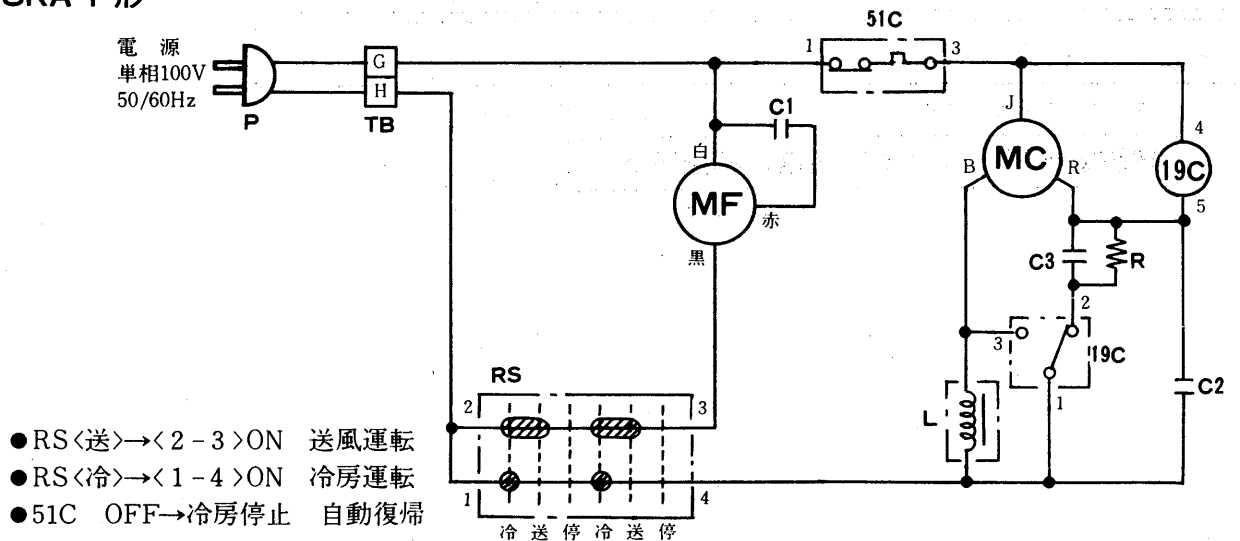 電 源
単相100V
50/60Hz
P
G
H
TB
51C
1
3
C1
白
MF
赤
黒
J
MC
B
R
4
19C
5
C3
R
2
3
19C
1
L
C2
RS
2
3
1
4
冷 送 停 冷 送 停
●RS<送>→<2-3>ON 送風運転
●RS<冷>→<1-4>ON 冷房運転
●51C OFF→冷房停止 自動復帰